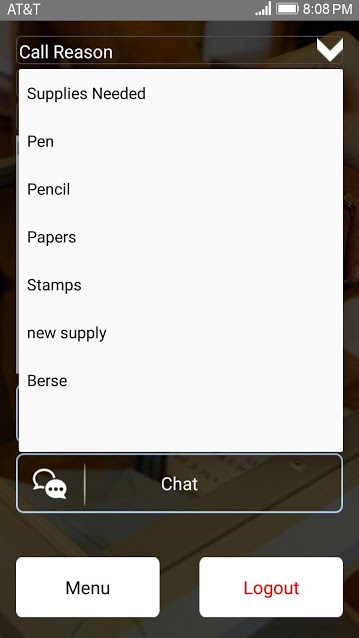 AT&T 8:08 PM
Call Reason
Supplies Needed
Pen
Pencil
Papers
Stamps
new supply
Berse
Chat
Menu Logout